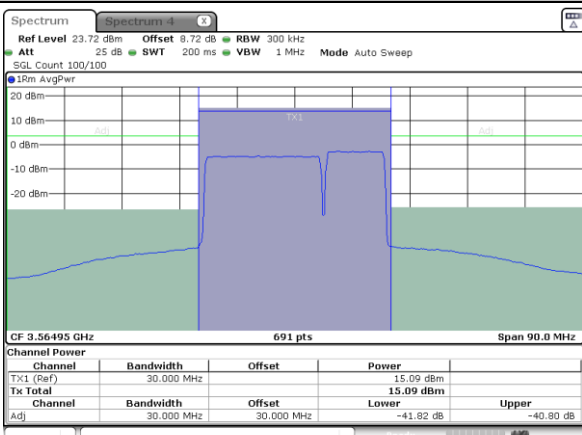 Spectrum Spectrum 4 X
Ref Level 23.72 dBm Offset 8.72 dB RBW 300 kHz
Att 25 dB SWT 200 ms VBW 1 MHz Mode Auto Sweep
SGL Count 100/100
1Rm AvgPwr
20 dBm
TX1
10 dBm
Adj Adj
0 dBm
-10 dBm
-20 dBm
CF 3.56495 GHz 691 pts Span 90.0 MHz
Channel Power
Channel Bandwidth Offset Power
TX1 (Ref) 30.000 MHz 15.09 dBm
Tx Total 15.09 dBm
Channel Bandwidth Offset Lower Upper
Adj 30.000 MHz 30.000 MHz -41.82 dB -40.80 dB